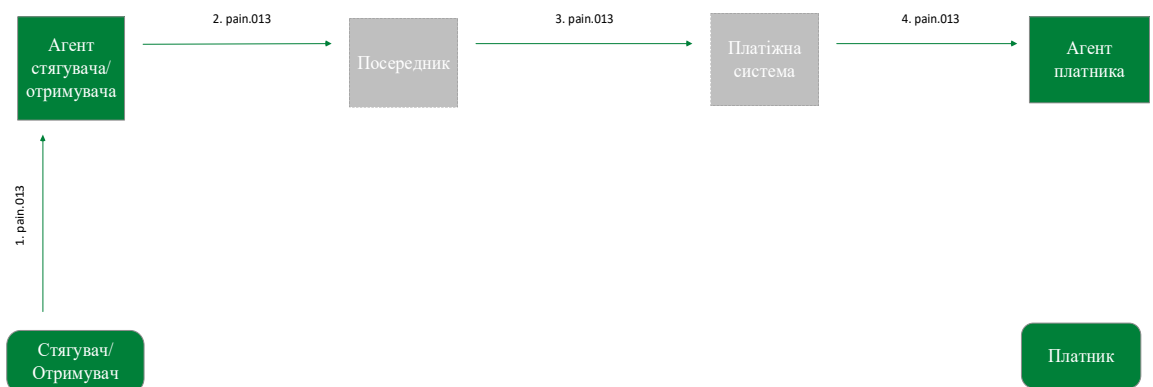 2. pain.013
3. pain.013
4. pain.013
Агент
стягувача/
отримувача
Посередник
Платіжна
система
Агент
платника
1. pain.013
Стягувач/
Отримувач
Платник